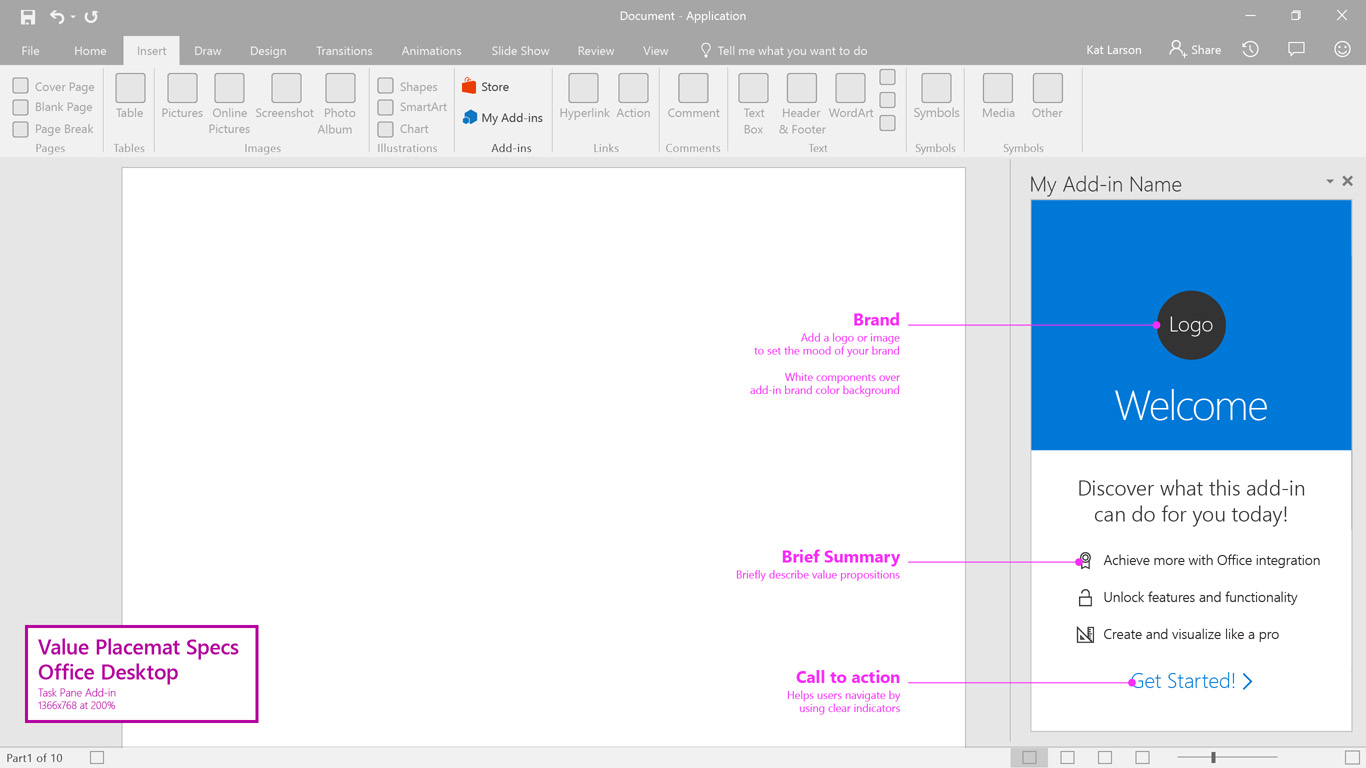 Document - Application
File Home Insert Draw Design Transitions Animations Slide Show Review View Tell me what you want to do Kat Larson Share
Cover Page
Blank Page
Page Break
Pages
Table
Tables
Pictures
Online
Pictures
Screenshot
Photo
Album
Images
Shapes
SmartArt
Chart
Illustrations
Store
My Add-ins
Add-ins
Hyperlink
Action
Links
Comment
Comments
Text
Box
Header
& Footer
WordArt
Text
Symbols
Symbols
Media
Other
Symbols
My Add-in Name
Logo
Welcome
Discover what this add-in
can do for you today!
Achieve more with Office integration
Unlock features and functionality
Create and visualize like a pro
Get Started!
Brand
Add a logo or image
to set the mood of your brand
White components over
add-in brand color background
Brief Summary
Briefly describe value propositions
Call to action
Helps users navigate by
using clear indicators
Value Placemat Specs
Office Desktop
Task Pane Add-in
1366x768 at 200%
Part1 of 10